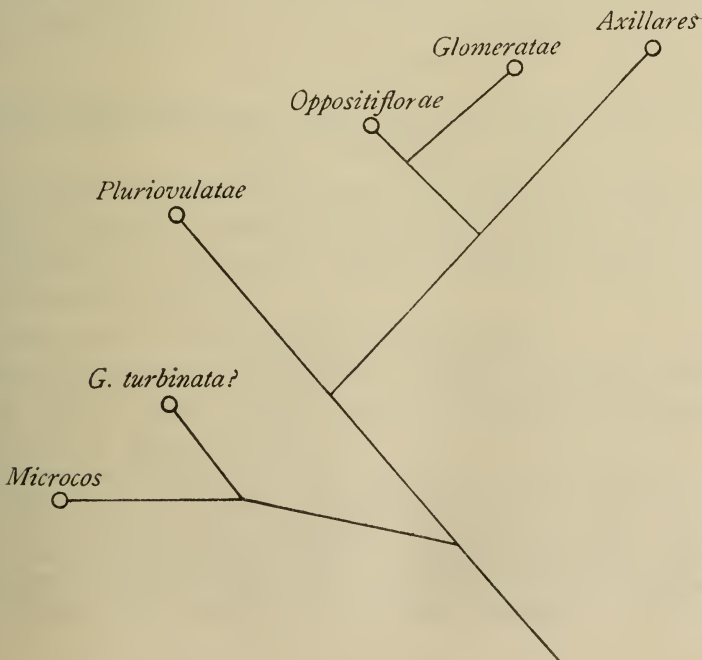 Axillares
Glomeratae
Oppositiflorae
Pluriovulatae
G. turbinata?
Microcos